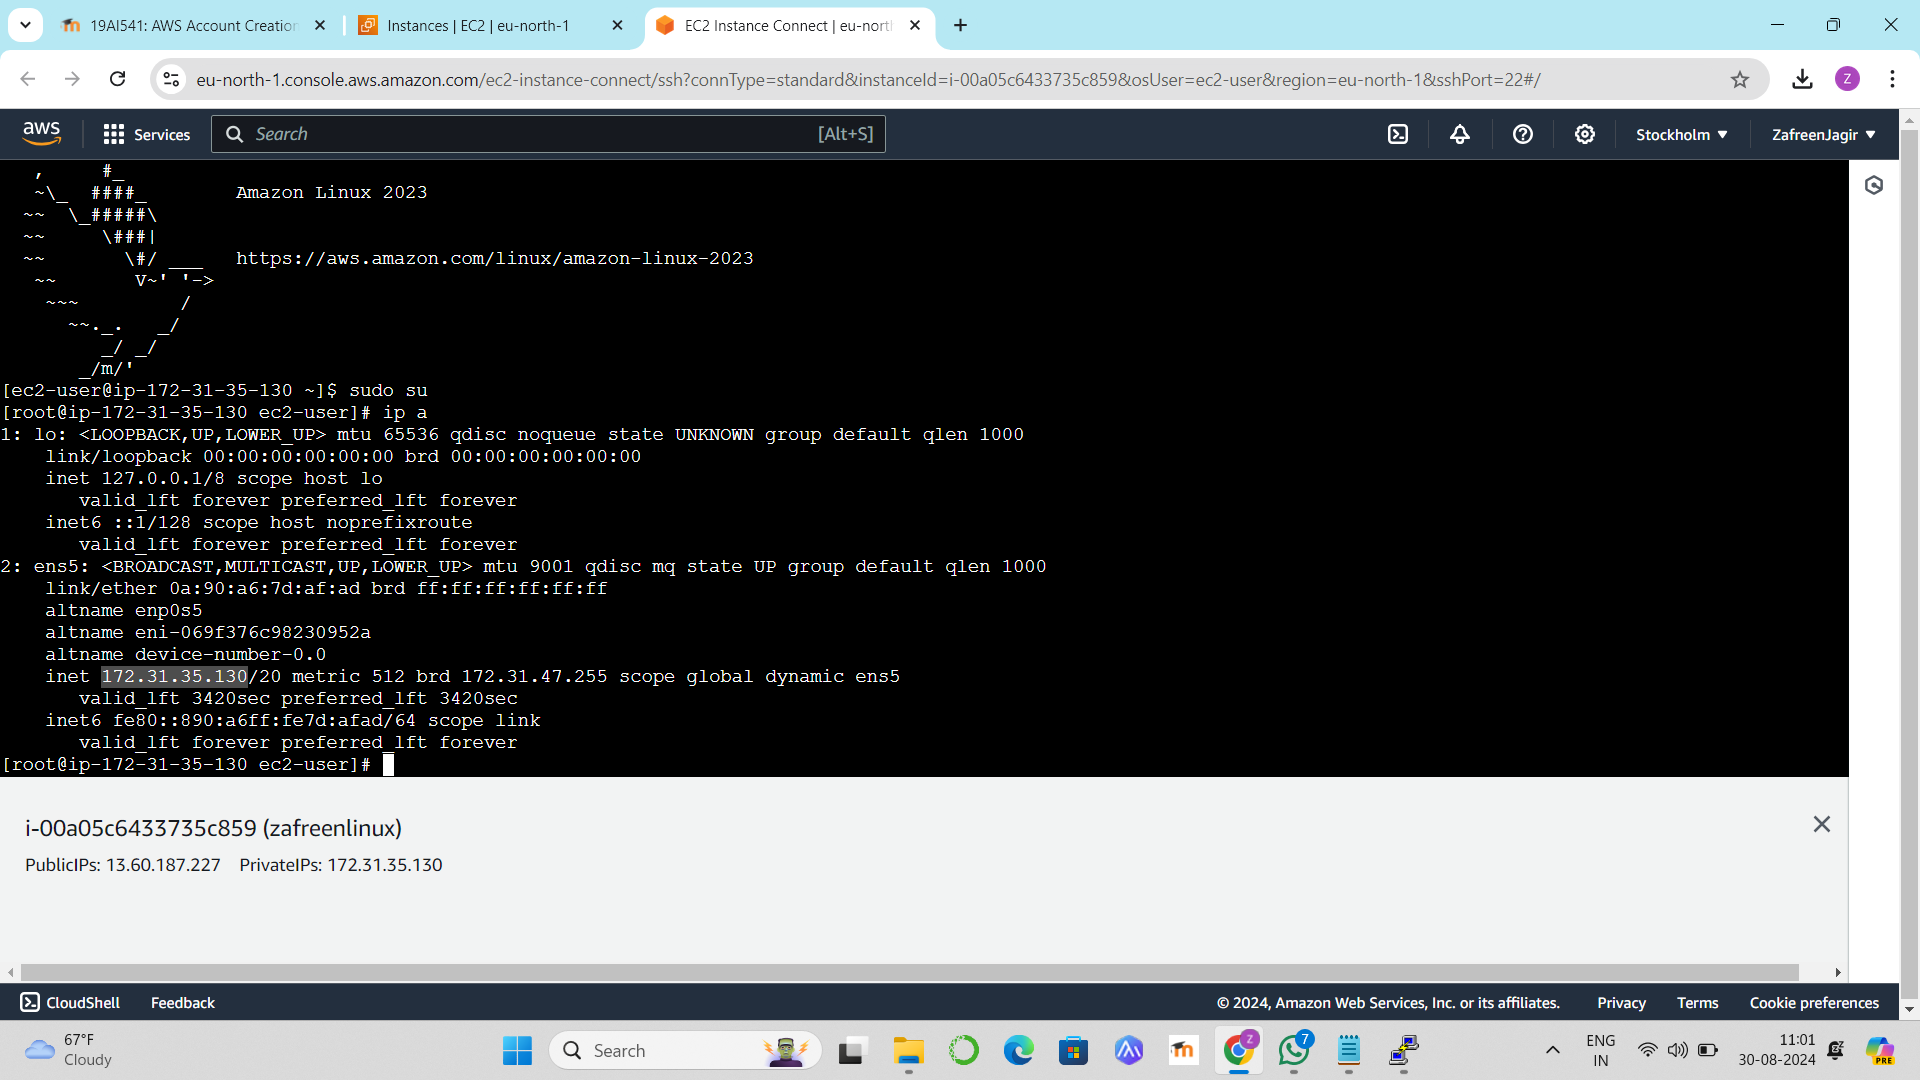 19AI541: AWS Account Creation
Instances | EC2 | eu-north-1
EC2 Instance Connect | eu-nort
eu-north-1.console.aws.amazon.com/ec2-instance-connect/ssh?connType=standard&instanceId=i-00a05c6433735c859&osUser=ec2-user&region=eu-north-1&sshPort=22#/
Z
aws
Services
Search
[Alt+S]
Stockholm
ZafreenJagir
   ,     #_
   ~\_  ####_        Amazon Linux 2023
  ~~  \_#####\
  ~~     \###|
  ~~       \#/ ___   https://aws.amazon.com/linux/amazon-linux-2023
   ~~       V~' '->
    ~~~         /
      ~~._.   _/
         _/ _/
       _/m/'
[ec2-user@ip-172-31-35-130 ~]$ sudo su
[root@ip-172-31-35-130 ec2-user]# ip a
1: lo: <LOOPBACK,UP,LOWER_UP> mtu 65536 qdisc noqueue state UNKNOWN group default qlen 1000
    link/loopback 00:00:00:00:00:00 brd 00:00:00:00:00:00
    inet 127.0.0.1/8 scope host lo
       valid_lft forever preferred_lft forever
    inet6 ::1/128 scope host noprefixroute
       valid_lft forever preferred_lft forever
2: ens5: <BROADCAST,MULTICAST,UP,LOWER_UP> mtu 9001 qdisc mq state UP group default qlen 1000
    link/ether 0a:90:a6:7d:af:ad brd ff:ff:ff:ff:ff:ff
    altname enp0s5
    altname eni-069f376c98230952a
    altname device-number-0.0
    inet 172.31.35.130/20 metric 512 brd 172.31.47.255 scope global dynamic ens5
       valid_lft 3420sec preferred_lft 3420sec
    inet6 fe80::890:a6ff:fe7d:afad/64 scope link
       valid_lft forever preferred_lft forever
[root@ip-172-31-35-130 ec2-user]#
i-00a05c6433735c859 (zafreenlinux)
PublicIPs: 13.60.187.227 PrivateIPs: 172.31.35.130
CloudShell
Feedback
© 2024, Amazon Web Services, Inc. or its affiliates.
Privacy
Terms
Cookie preferences
67°F
Cloudy
Search
Z
7
ENG
IN
11:01
30-08-2024
PRE